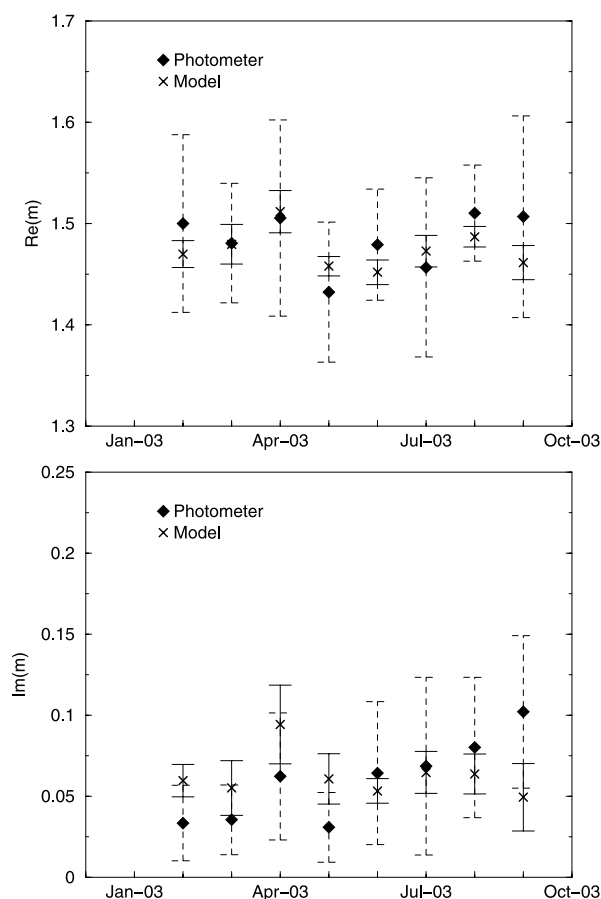 1.7
Photometer
Model
1.6
Re(m)
1.5
1.4
1.3
Jan–03 Apr–03 Jul–03 Oct–03
0.25
Photometer
Model
0.2
0.15
Im(m)
0.1
0.05
0
Jan–03 Apr–03 Jul–03 Oct–03